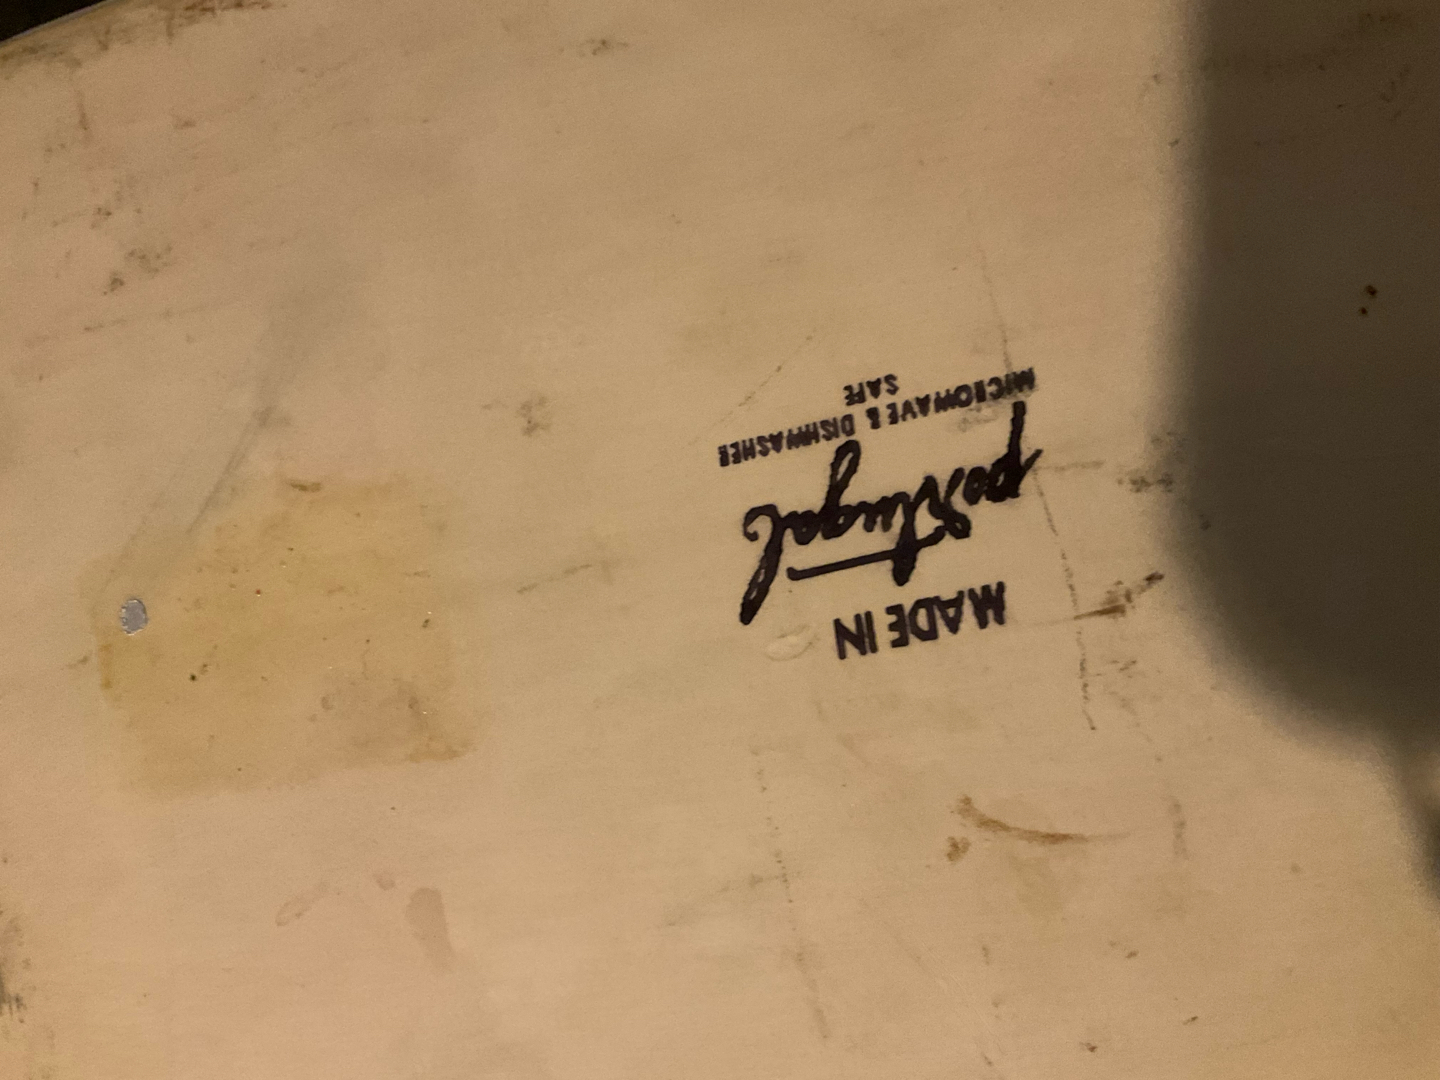 MADE IN
portugal
MICROWAVE & DISHWASHER
SAFE